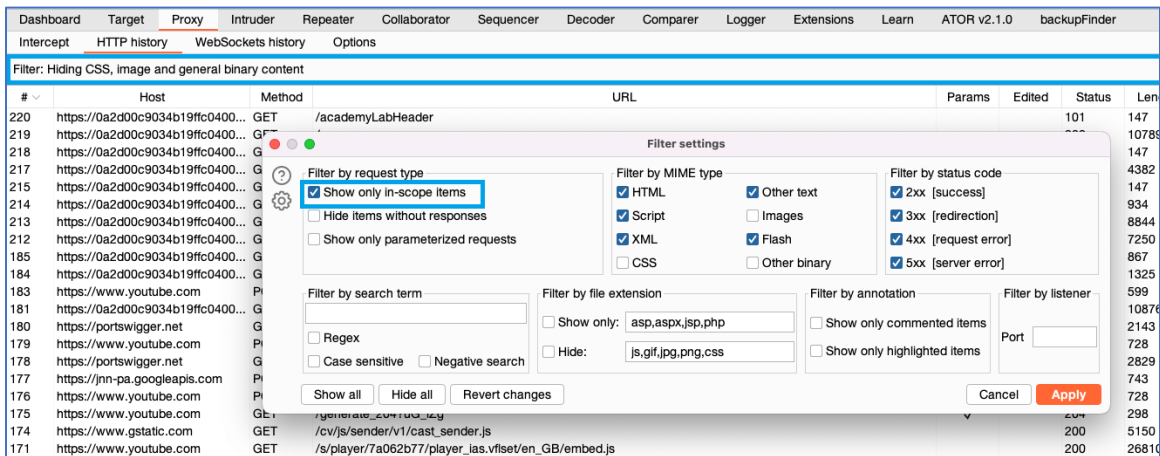 Dashboard Target Proxy Intruder Repeater Collaborator Sequencer Decoder Comparer Logger Extensions Learn ATOR v2.1.0 backupFinder
Intercept HTTP history WebSockets history Options
Filter: Hiding CSS, image and general binary content
# Host Method URL Params Edited Status Len
220 https://0a2d00c9034b19ffc0400... GET /academyLabHeader 101 147
219 https://0a2d00c9034b19ffc0400... 10789
218 https://0a2d00c9034b19ffc0400... G 147
217 https://0a2d00c9034b19ffc0400... G 4382
215 https://0a2d00c9034b19ffc0400... G 147
214 https://0a2d00c9034b19ffc0400... G 934
213 https://0a2d00c9034b19ffc0400... G 8844
212 https://0a2d00c9034b19ffc0400... G 7250
185 https://0a2d00c9034b19ffc0400... G 867
184 https://0a2d00c9034b19ffc0400... G 1325
183 https://www.youtube.com P 599
181 https://0a2d00c9034b19ffc0400... G 10876
180 https://portswigger.net G 2143
179 https://www.youtube.com P 728
178 https://portswigger.net G 2829
177 https://jnn-pa.googleapis.com P 743
176 https://www.youtube.com P 728
175 https://www.youtube.com GET /generate_204?uG_iZg 204 298
174 https://www.gstatic.com GET /cv/js/sender/v1/cast_sender.js 200 5150
171 https://www.youtube.com GET /s/player/7a062b77/player_ias.vflset/en_GB/embed.js 200 26810
Filter settings
Filter by request type
Show only in-scope items
Hide items without responses
Show only parameterized requests
Filter by MIME type
HTML Other text
Script Images
XML Flash
CSS Other binary
Filter by status code
2xx [success]
3xx [redirection]
4xx [request error]
5xx [server error]
Filter by search term
Regex
Case sensitive Negative search
Filter by file extension
Show only: asp,aspx,jsp,php
Hide: js,gif,jpg,png,css
Filter by annotation
Show only commented items
Show only highlighted items
Filter by listener
Port
Show all Hide all Revert changes Cancel Apply